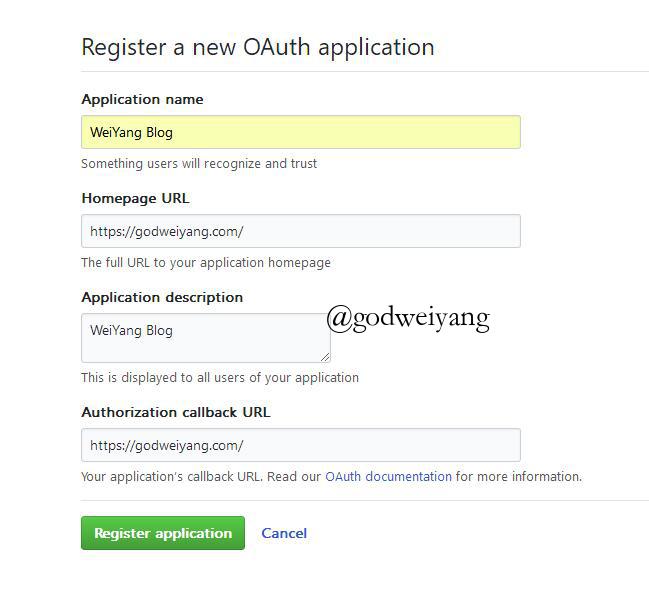 Register a new OAuth application
Application name
WeiYang Blog
Something users will recognize and trust
Homepage URL
https://godweiyang.com/
The full URL to your application homepage
Application description
@godweiyang
WeiYang Blog
This is displayed to all users of your application
Authorization callback URL
https://godweiyang.com/
Your application's callback URL. Read our OAuth documentation for more information.
Register application Cancel